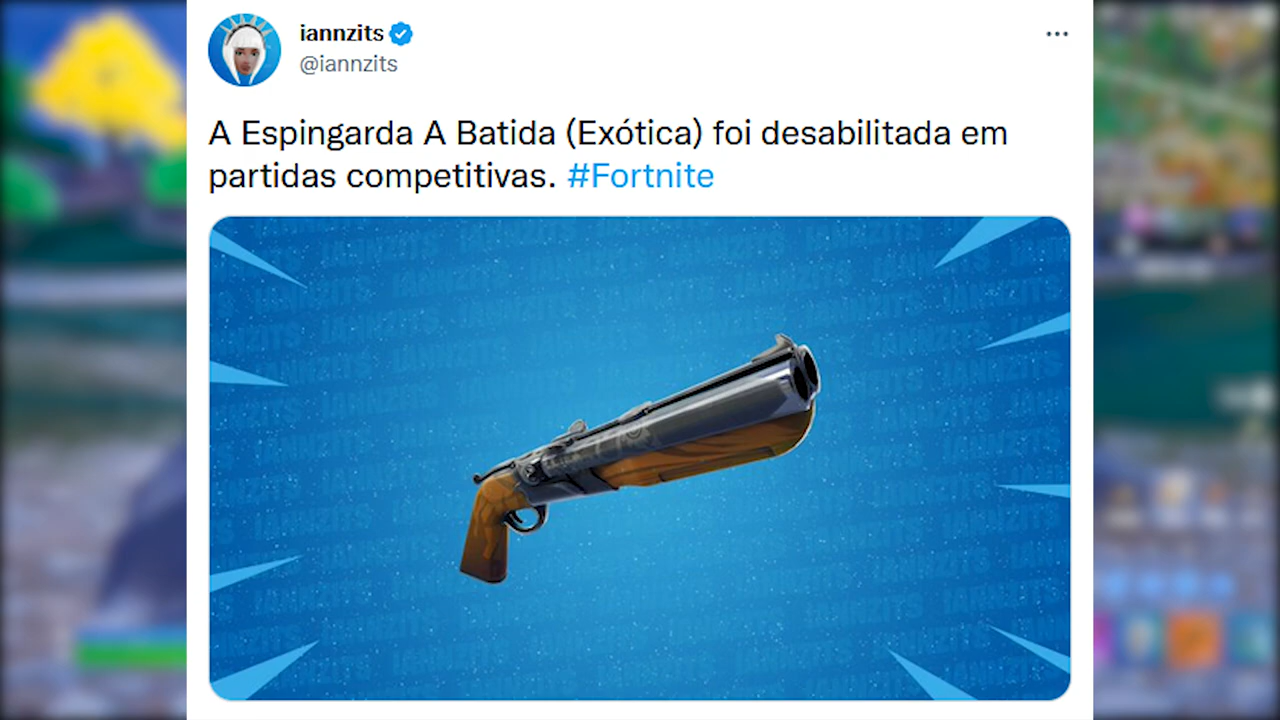 iannzits
@iannzits
A Espingarda A Batida (Exótica) foi desabilitada em
partidas competitivas. #Fortnite